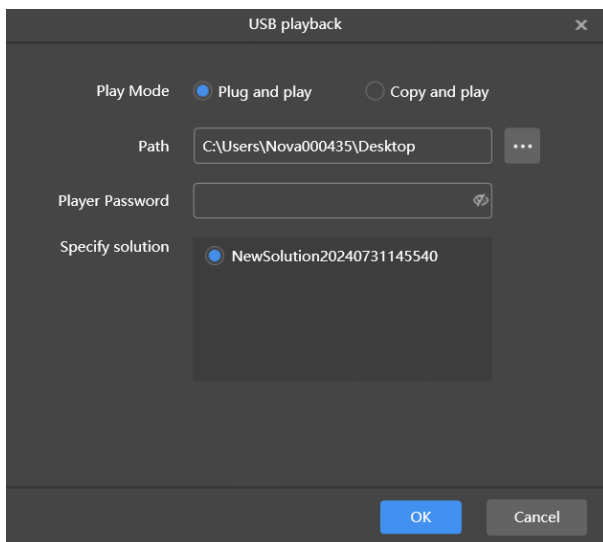 USB playback
Play Mode Plug and play Copy and play
Path C:\Users\Nova000435\Desktop ...
Player Password
Specify solution NewSolution20240731145540
OK Cancel